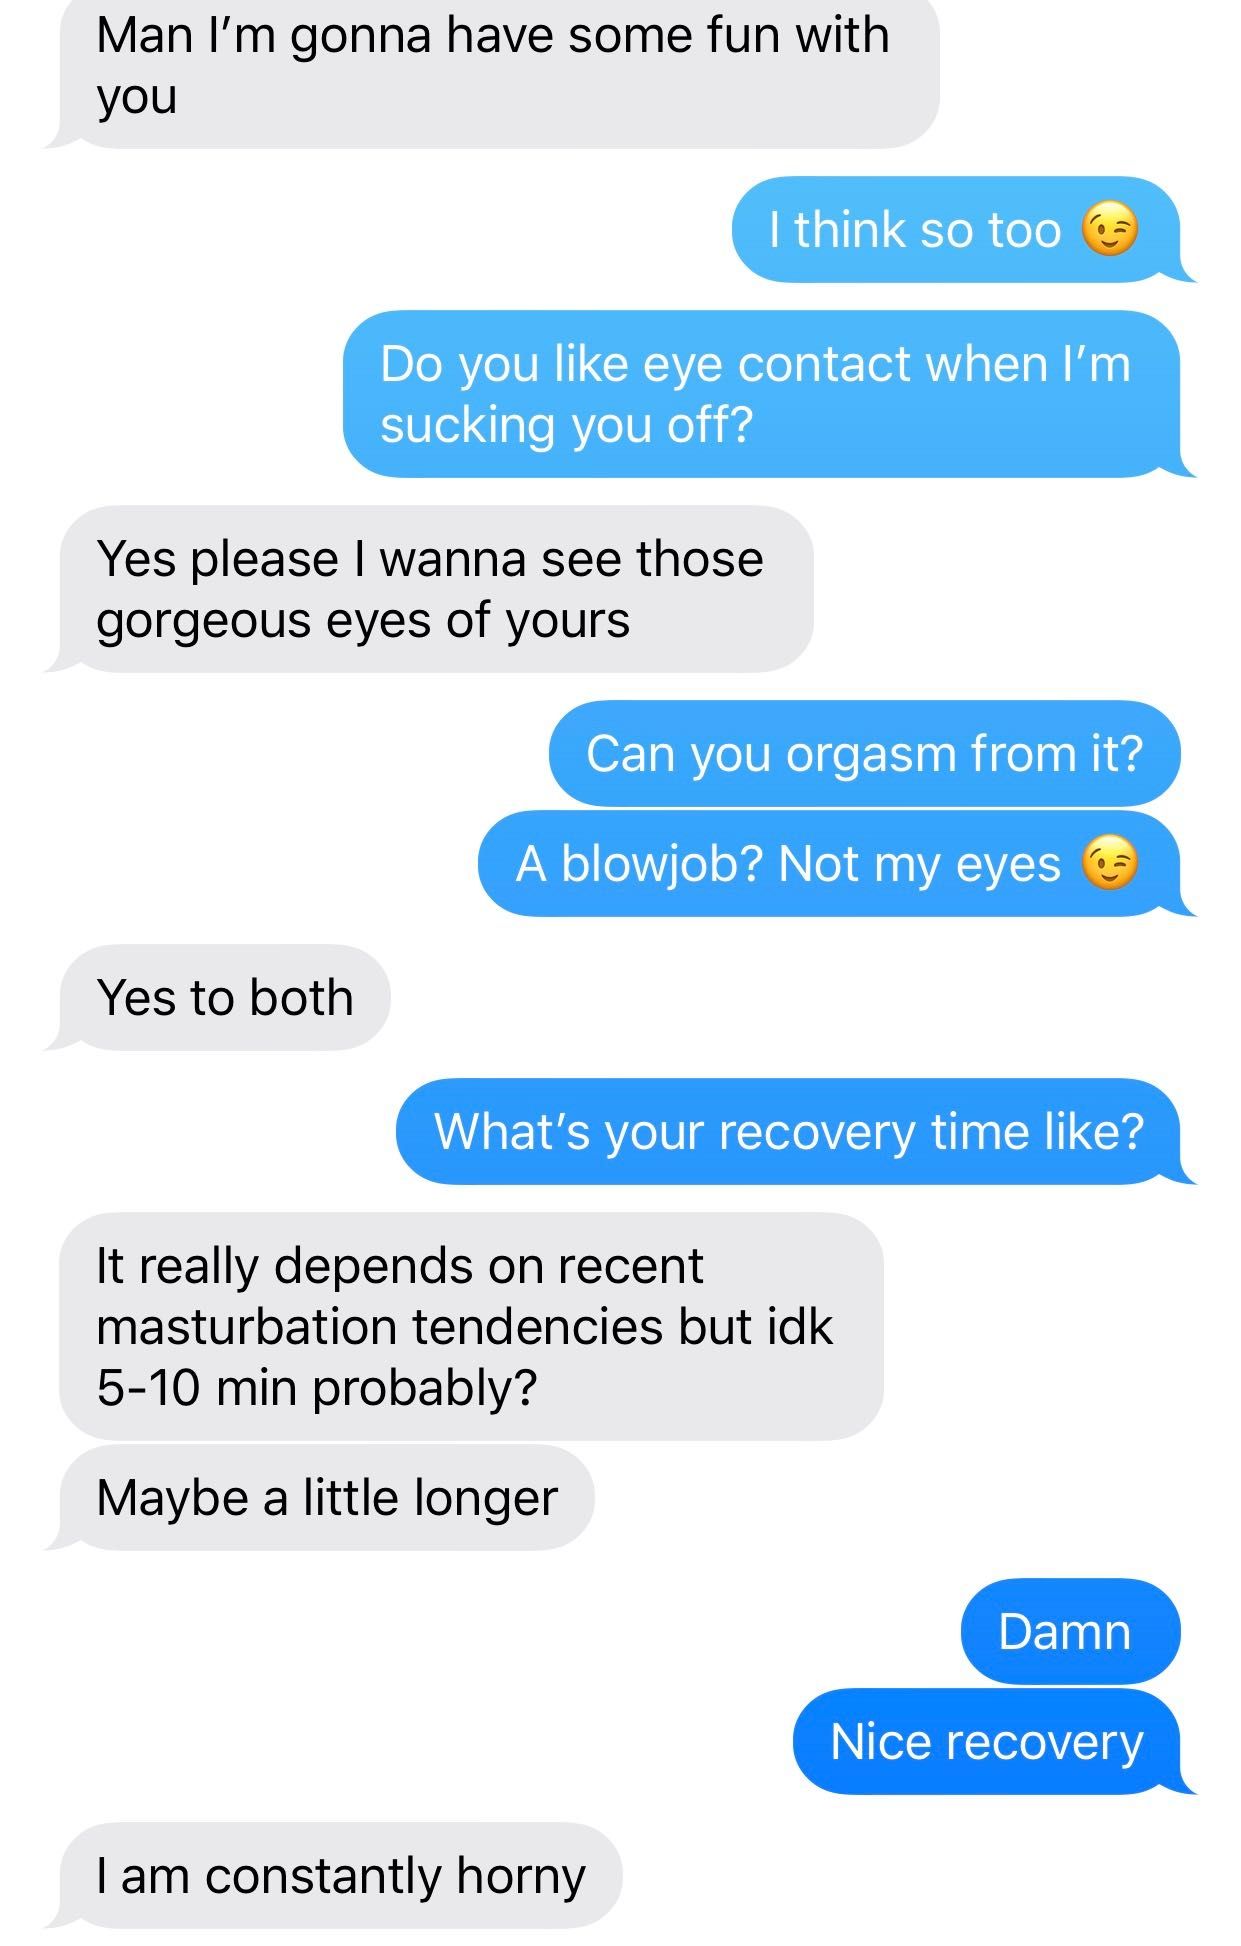 Man I’m gonna have some fun with
you
I think so too 😉
Do you like eye contact when I’m
sucking you off?
Yes please I wanna see those
gorgeous eyes of yours
Can you orgasm from it?
A blowjob? Not my eyes 😉
Yes to both
What’s your recovery time like?
It really depends on recent
masturbation tendencies but idk
5-10 min probably?
Maybe a little longer
Damn
Nice recovery
I am constantly horny